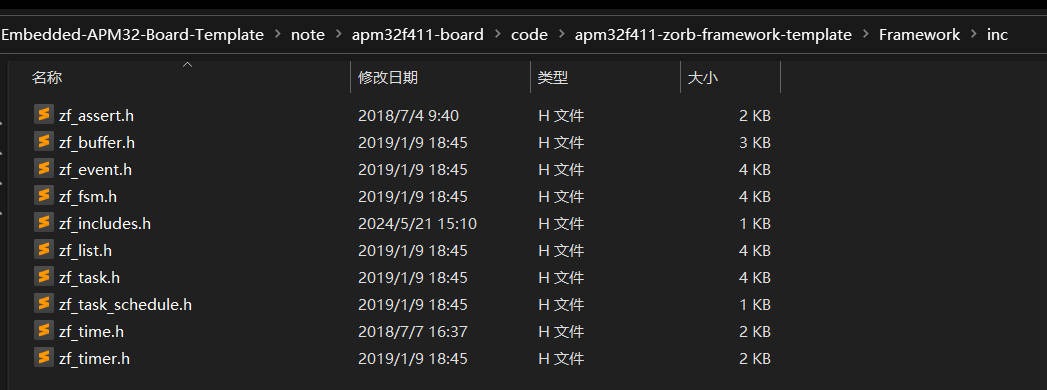 Embedded-APM32-Board-Template > note > apm32f411-board > code > apm32f411-zorb-framework-template > Framework > inc
名称 修改日期 类型 大小
zf_assert.h 2018/7/4 9:40 H 文件 2 KB
zf_buffer.h 2019/1/9 18:45 H 文件 3 KB
zf_event.h 2019/1/9 18:45 H 文件 4 KB
zf_fsm.h 2019/1/9 18:45 H 文件 4 KB
zf_includes.h 2024/5/21 15:10 H 文件 1 KB
zf_list.h 2019/1/9 18:45 H 文件 4 KB
zf_task.h 2019/1/9 18:45 H 文件 4 KB
zf_task_schedule.h 2019/1/9 18:45 H 文件 1 KB
zf_time.h 2018/7/7 16:37 H 文件 2 KB
zf_timer.h 2019/1/9 18:45 H 文件 2 KB